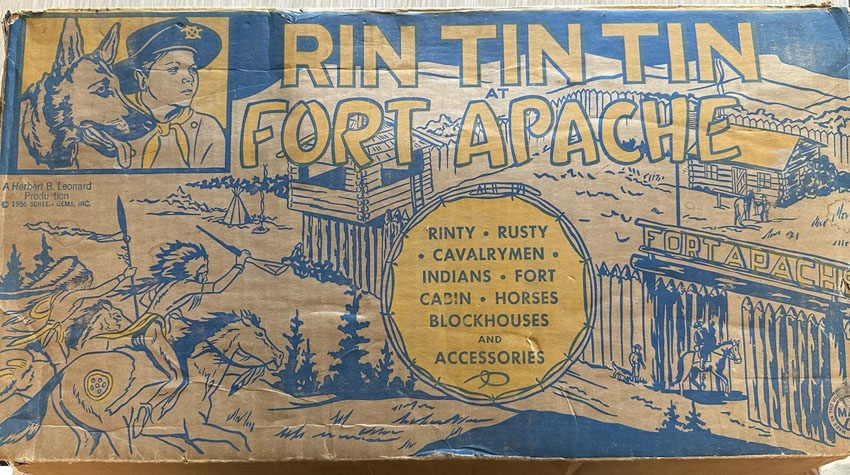 RIN TIN TIN
AT
FORT APACHE
A Herbert B. Leonard
Production
© 1956 SCREEN GEMS, INC.
RINTY • RUSTY
• CAVALRYMEN •
INDIANS • FORT
CABIN • HORSES
BLOCKHOUSES
AND
ACCESSORIES
FORT APACHE